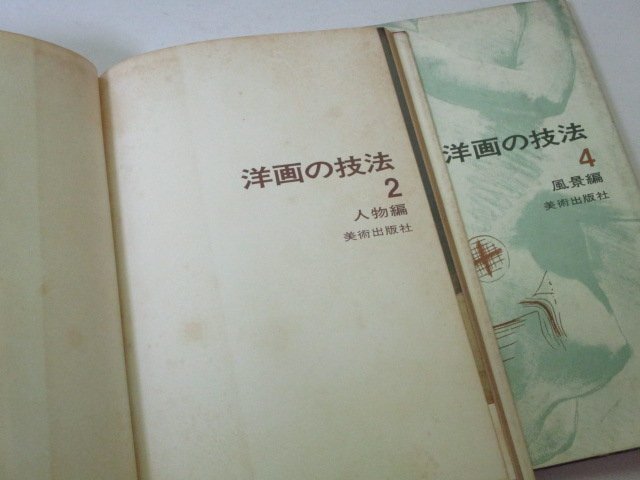 洋画の技法
2
人物編
美術出版社
洋画の技法
4
風景編
美術出版社